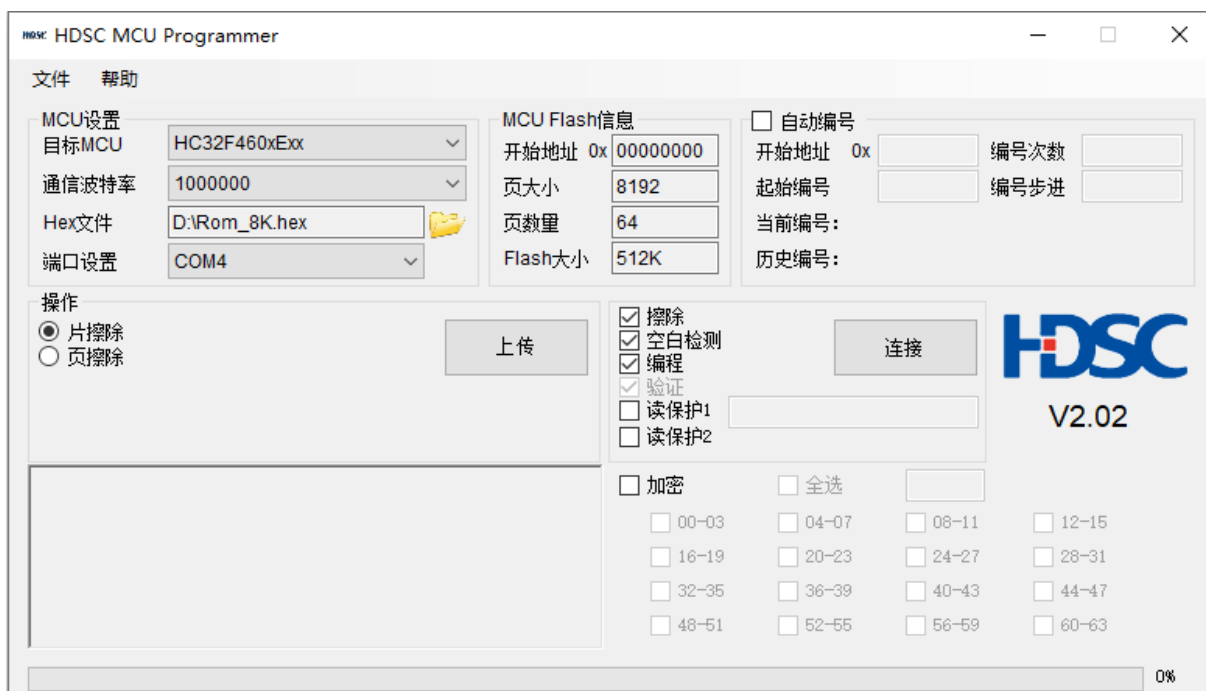 HDSC HDSC MCU Programmer
文件 帮助
MCU设置
目标MCU HC32F460xExx
通信波特率 1000000
Hex文件 D:\Rom_8K.hex
端口设置 COM4
MCU Flash信息
开始地址 0x 00000000
页大小 8192
页数量 64
Flash大小 512K
自动编号
开始地址 0x 编号次数
起始编号 编号步进
当前编号:
历史编号:
操作
片擦除
页擦除
上传
擦除
空白检测
编程
验证
读保护1
读保护2
连接
HDSC
V2.02
加密 全选
00-03 04-07 08-11 12-15
16-19 20-23 24-27 28-31
32-35 36-39 40-43 44-47
48-51 52-55 56-59 60-63
0%